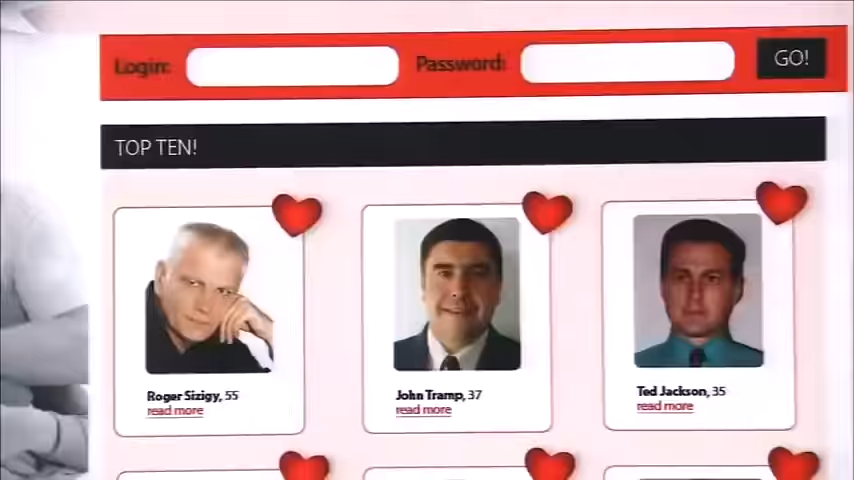 Login:
Password:
GO!
TOP TEN!
Roger Sizigy, 55
read more
John Tramp, 37
read more
Ted Jackson, 35
read more